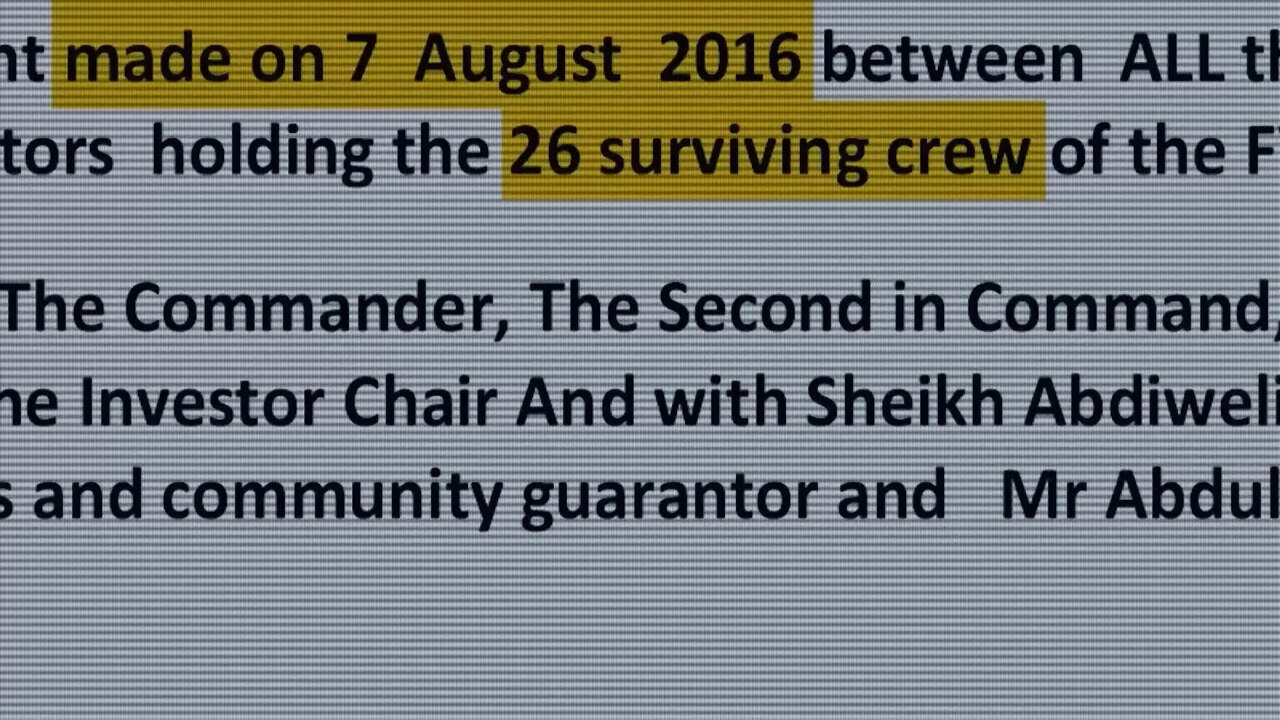 nt made on 7 August 2016 between ALL th
tors holding the 26 surviving crew of the F
The Commander, The Second in Command,
ne Investor Chair And with Sheikh Abdiweli
s and community guarantor and Mr Abdul